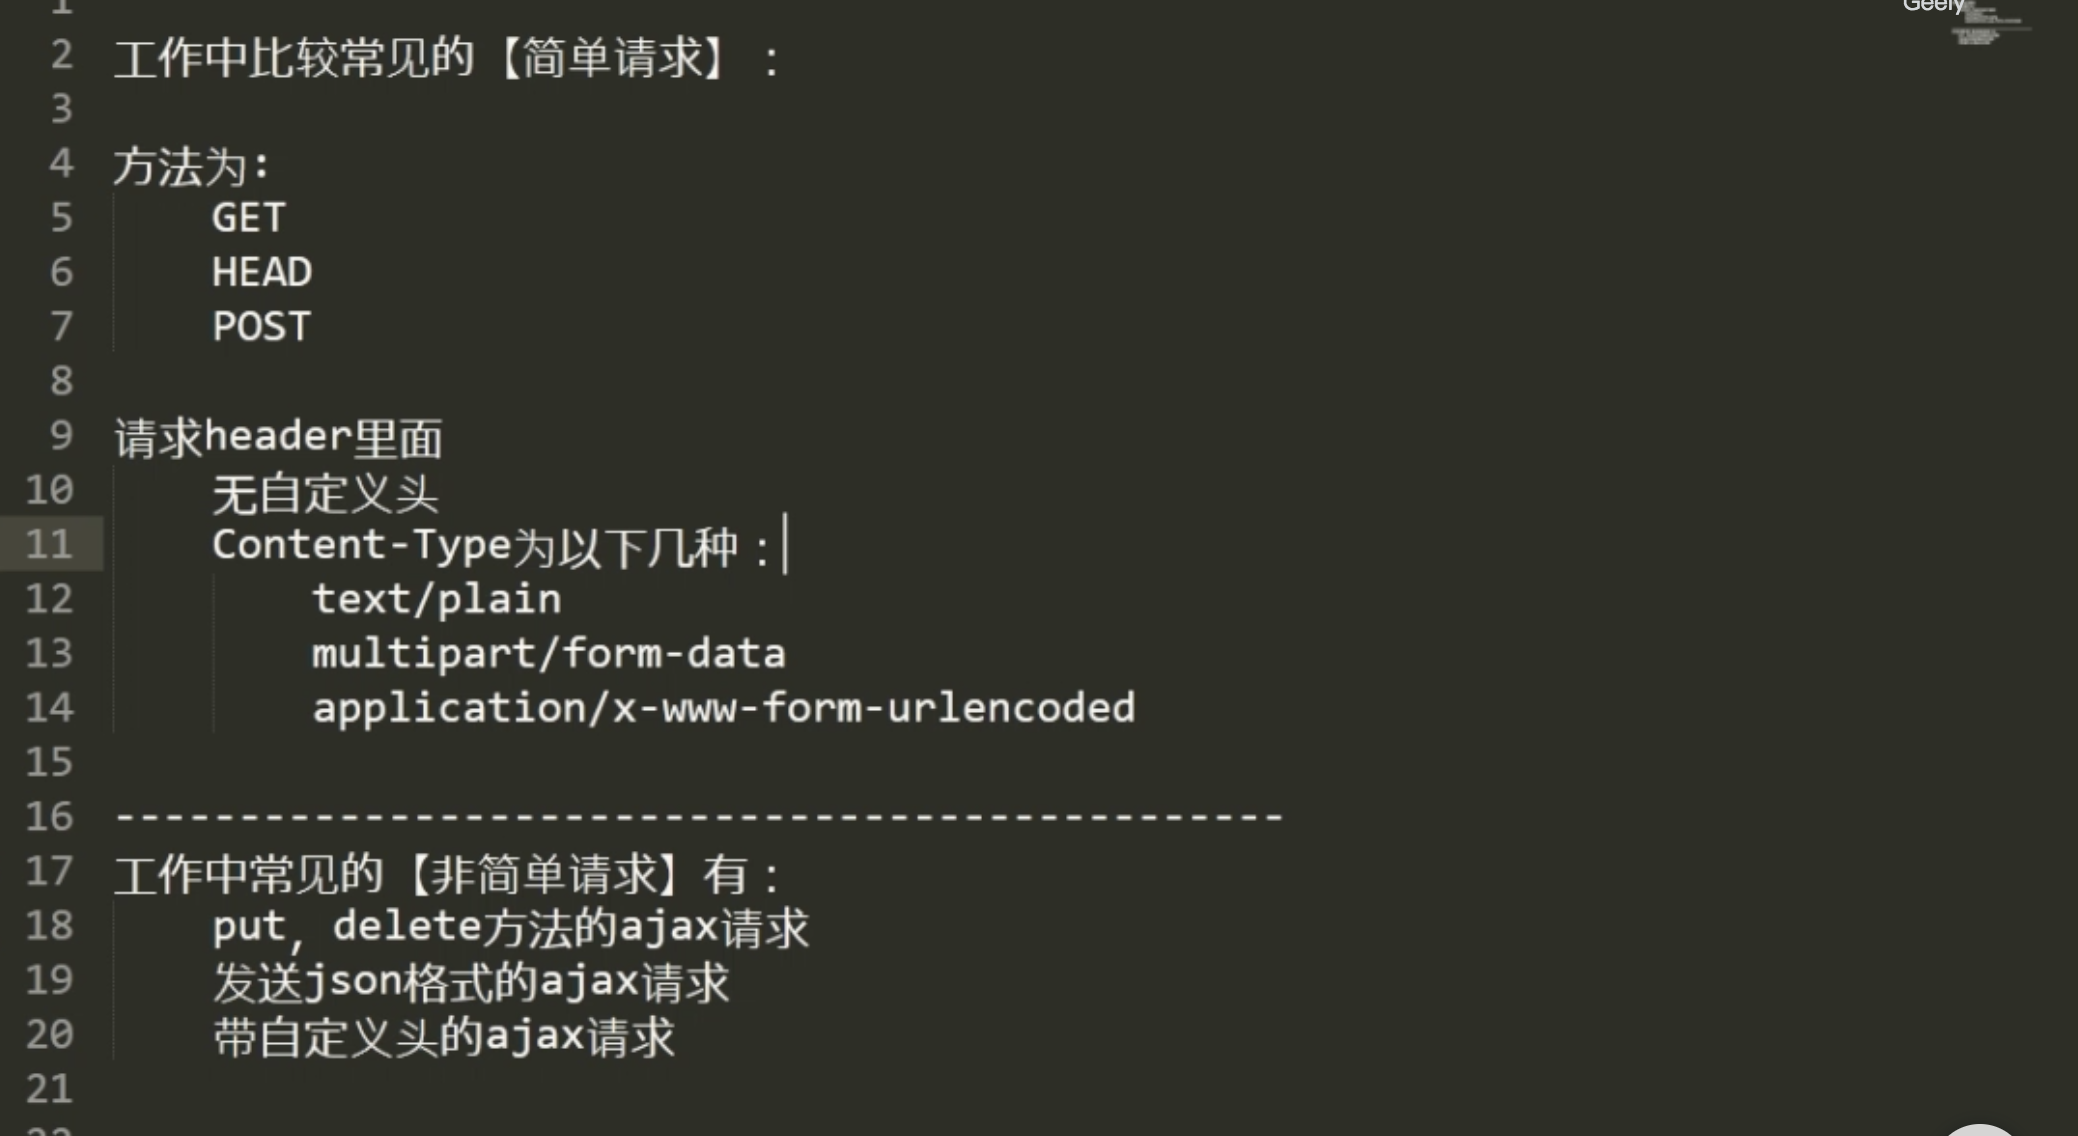 1
Geely
2 工作中比较常见的【简单请求】：
3
4 方法为:
5 GET
6 HEAD
7 POST
8
9 请求header里面
10 无自定义头
11 Content-Type为以下几种：
12 text/plain
13 multipart/form-data
14 application/x-www-form-urlencoded
15
16 -----------------------------------------------
17 工作中常见的【非简单请求】有：
18 put, delete方法的ajax请求
19 发送json格式的ajax请求
20 带自定义头的ajax请求
21
22